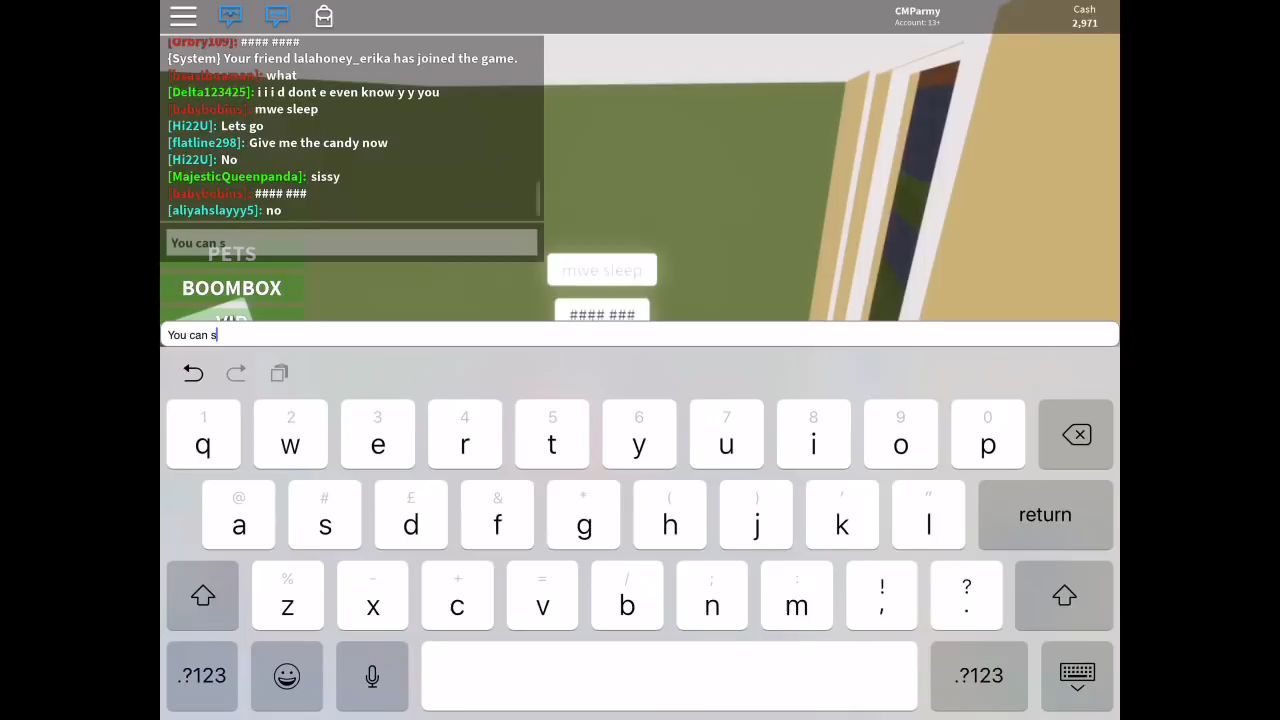 CMParmy
Account: 13+
Cash
2,971
[Orbry109]: #### ####
{System} Your friend lalahoney_erika has joined the game.
what
[Delta123425]: i i i d dont e even know y y you
[babybobins]: mwe sleep
[Hi22U]: Lets go
[flatline298]: Give me the candy now
[Hi22U]: No
[MajesticQueenpanda]: sissy
[babybobins]: #### ###
[aliyahslayyy5]: no
You can s
PETS
BOOMBOX
VIP
mwe sleep
#### ###
You can s
1 2 3 4 5 6 7 8 9 0
q w e r t y u i o p
@ # £ & * ( ) ' "
a s d f g h j k l return
% - + = / ; : ! ?
z x c v b n m , .
.?123 .?123